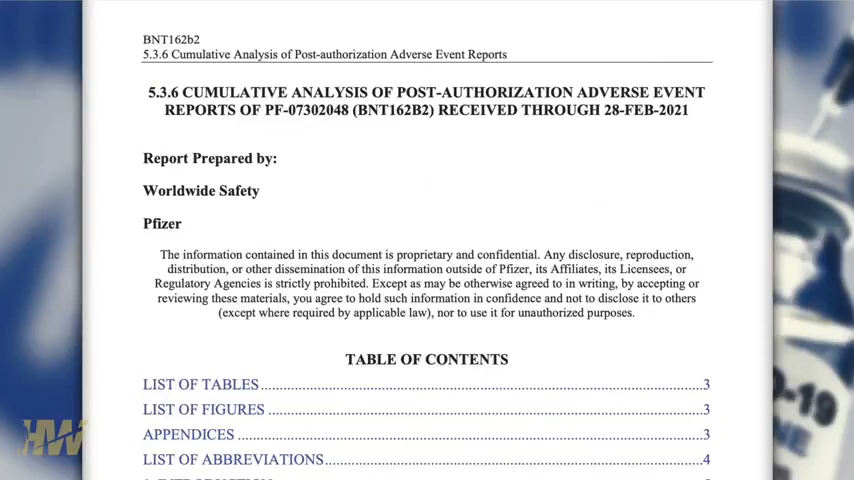 BNT162b2
5.3.6 Cumulative Analysis of Post-authorization Adverse Event Reports
5.3.6 CUMULATIVE ANALYSIS OF POST-AUTHORIZATION ADVERSE EVENT
REPORTS OF PF-07302048 (BNT162B2) RECEIVED THROUGH 28-FEB-2021
Report Prepared by:
Worldwide Safety
Pfizer
The information contained in this document is proprietary and confidential. Any disclosure, reproduction,
distribution, or other dissemination of this information outside of Pfizer, its Affiliates, its Licensees, or
Regulatory Agencies is strictly prohibited. Except as may be otherwise agreed to in writing, by accepting or
reviewing these materials, you agree to hold such information in confidence and not to disclose it to others
(except where required by applicable law), nor to use it for unauthorized purposes.
TABLE OF CONTENTS
LIST OF TABLES..........3
LIST OF FIGURES..........3
APPENDICES..........3
LIST OF ABBREVIATIONS..........4
HW
-19
NE